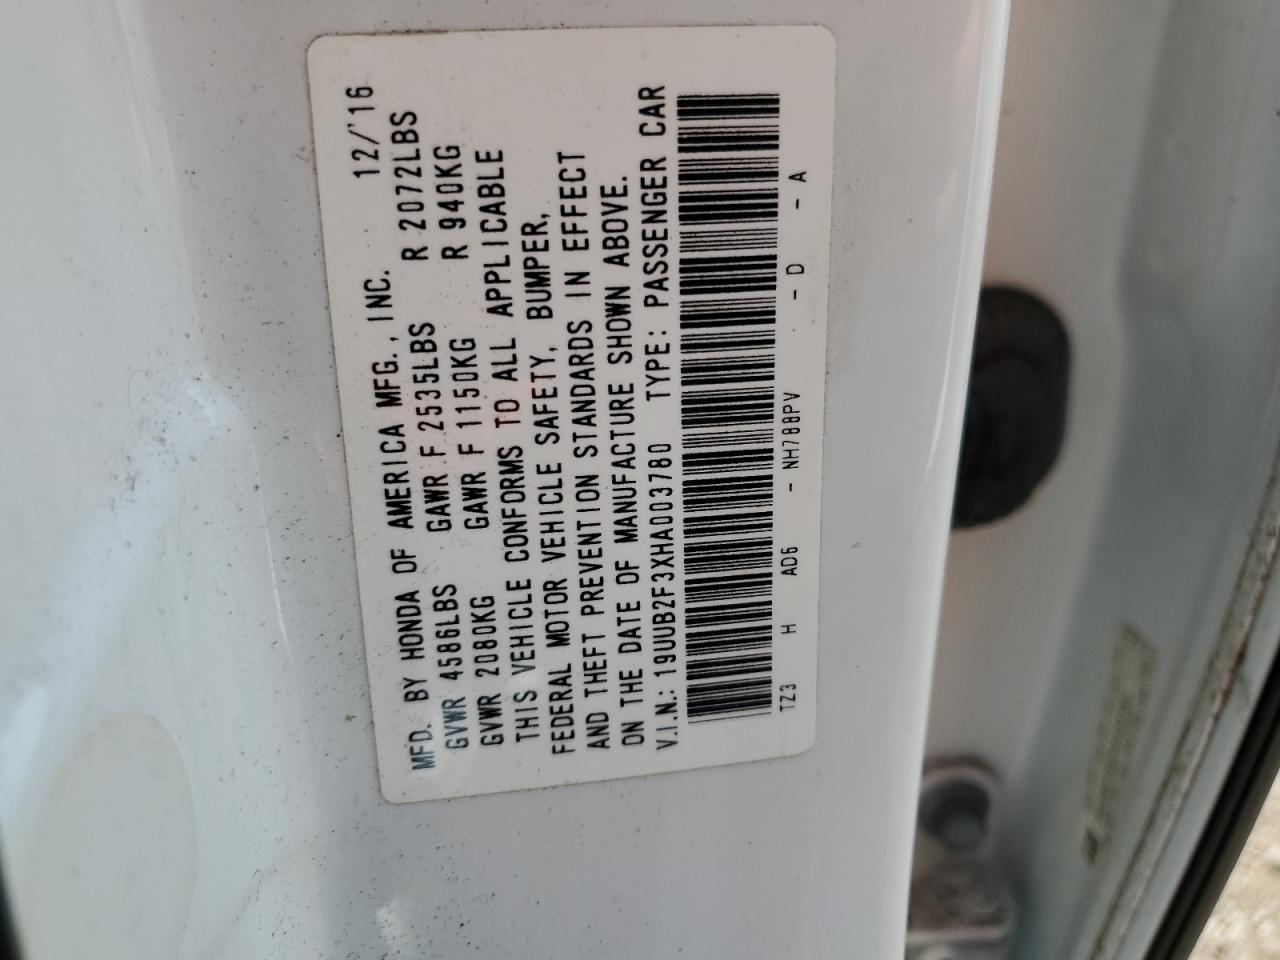 MFD. BY HONDA OF AMERICA MFG., INC. 12/'16
GVWR 4586LBS GAWR F 2535LBS R 2072LBS
GVWR 2080KG GAWR F 1150KG R 940KG
THIS VEHICLE CONFORMS TO ALL APPLICABLE
FEDERAL MOTOR VEHICLE SAFETY, BUMPER,
AND THEFT PREVENTION STANDARDS IN EFFECT
ON THE DATE OF MANUFACTURE SHOWN ABOVE.
V.I.N.: 19UUB2F3XHA003780 TYPE: PASSENGER CAR
TZ3 H AD6 - NH788PV - D - A